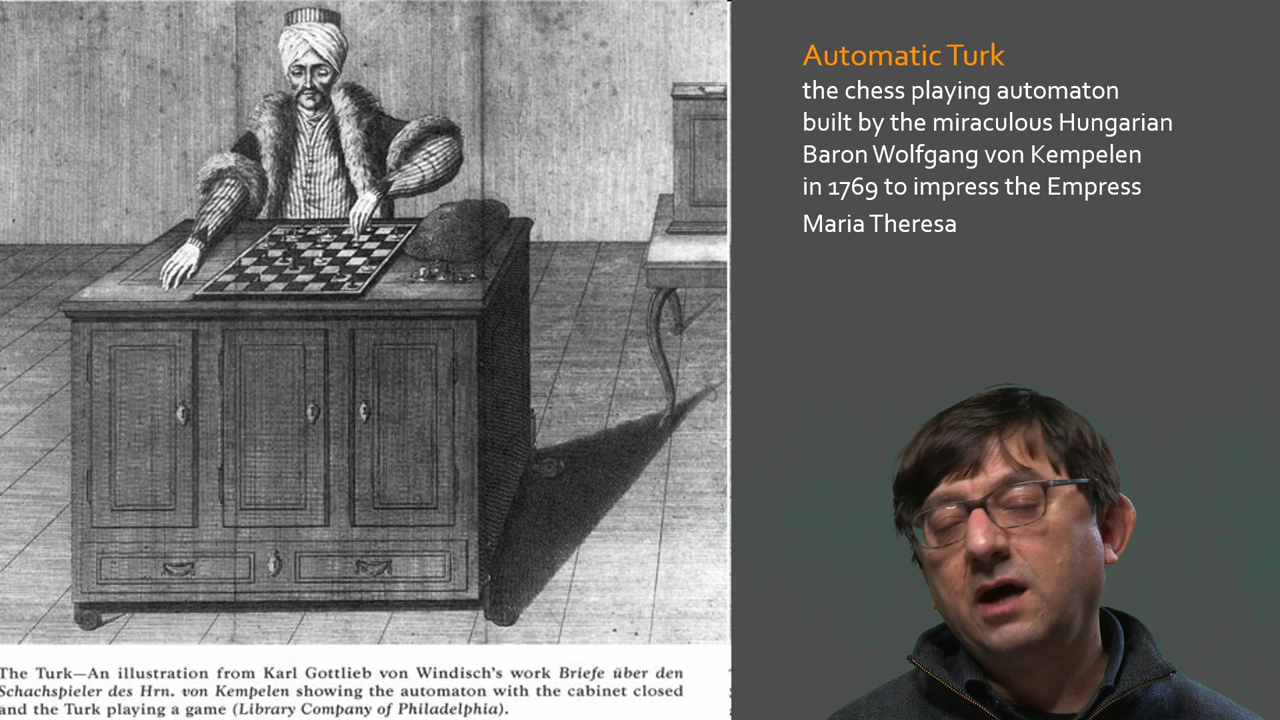 Automatic Turk
the chess playing automaton
built by the miraculous Hungarian
Baron Wolfgang von Kempelen
in 1769 to impress the Empress
Maria Theresa
The Turk—An illustration from Karl Gottlieb von Windisch's work Briefe über den
Schachspieler des Hrn. von Kempelen showing the automaton with the cabinet closed
and the Turk playing a game (Library Company of Philadelphia).